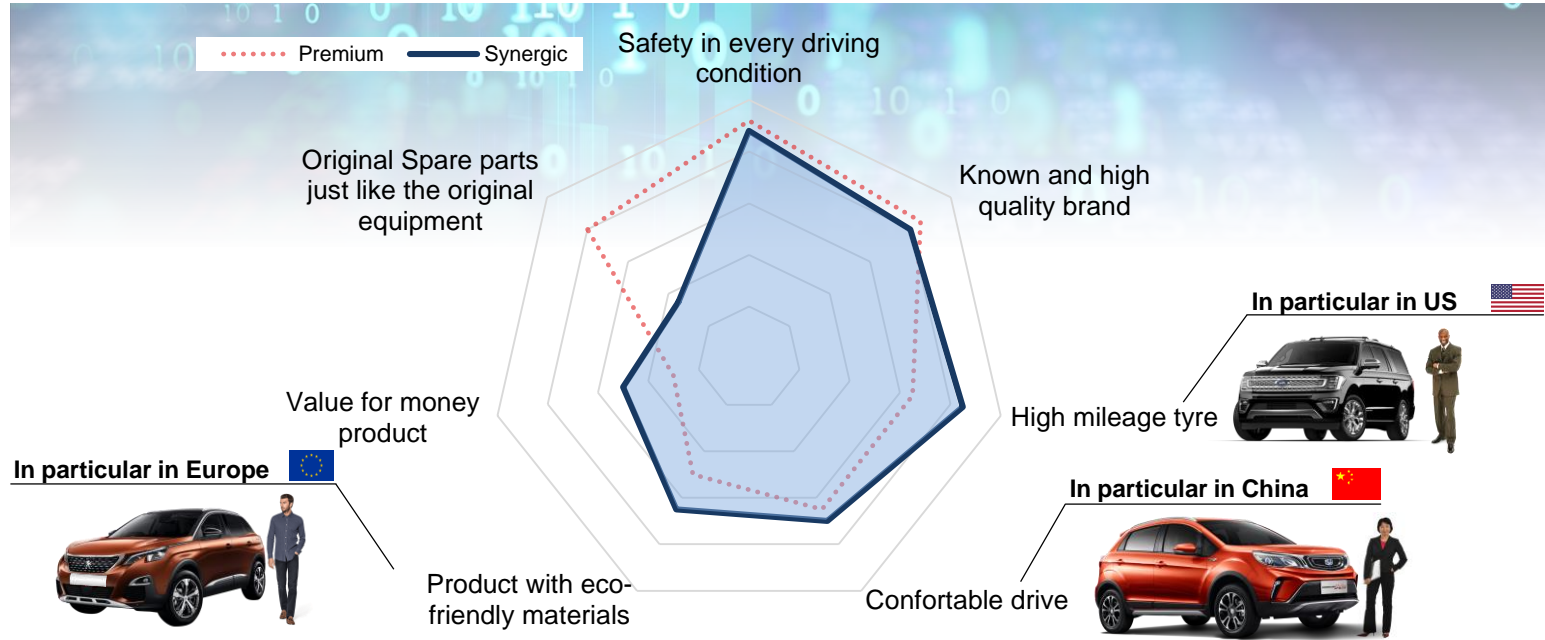 Premium
Synergic
Safety in every driving
condition
Original Spare parts
just like the original
equipment
Known and high
quality brand
In particular in US
High mileage tyre
Value for money
product
In particular in Europe
In particular in China
Product with eco-
friendly materials
Confortable drive